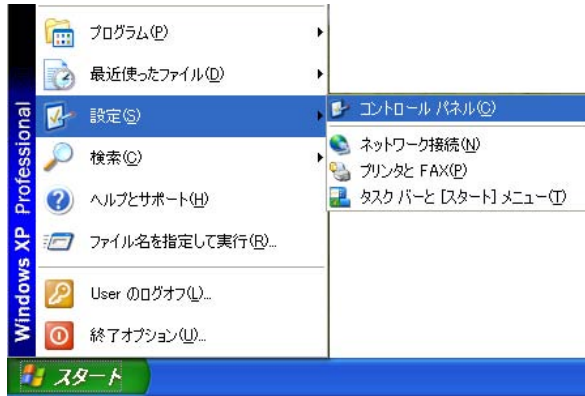 プログラム(P)
最近使ったファイル(D)
設定(S)
検索(C)
ヘルプとサポート(H)
ファイル名を指定して実行(R)...
User のログオフ(L)...
終了オプション(U)...
コントロール パネル(C)
ネットワーク接続(N)
プリンタと FAX(P)
タスク バーと [スタート] メニュー(T)
Windows XP Professional
スタート